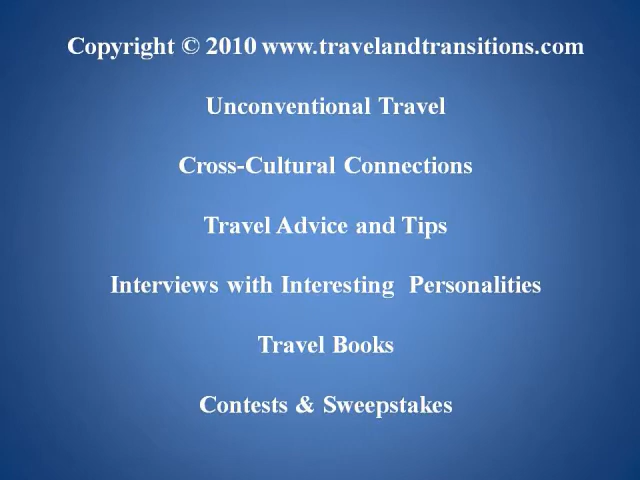 Copyright © 2010 www.travelandtransitions.com
Unconventional Travel
Cross-Cultural Connections
Travel Advice and Tips
Interviews with Interesting  Personalities
Travel Books
Contests & Sweepstakes